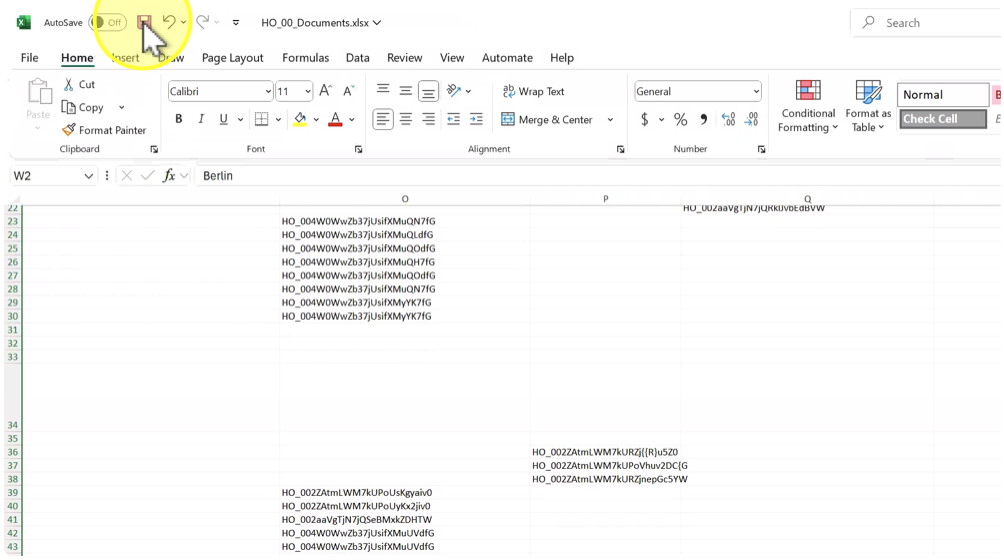 AutoSave Off HO_00_Documents.xlsx Search
File Home Insert Draw Page Layout Formulas Data Review View Automate Help
Paste Cut Copy Format Painter Clipboard
Calibri 11 B I U Font
Wrap Text Merge & Center Alignment
General $ % Number
Conditional Formatting Format as Table Normal Check Cell
W2 fx Berlin
O P Q
22 HO_002aaVgTjN7jQRk0vbEdBVW
23 HO_004W0WwZb37jUsifXMuQN7fG
24 HO_004W0WwZb37jUsifXMuQLdfG
25 HO_004W0WwZb37jUsifXMuQOdfG
26 HO_004W0WwZb37jUsifXMuQH7fG
27 HO_004W0WwZb37jUsifXMuQOdfG
28 HO_004W0WwZb37jUsifXMuQN7fG
29 HO_004W0WwZb37jUsifXMyYK7fG
30 HO_004W0WwZb37jUsifXMyYK7fG
31
32
33
34
35
36 HO_002ZAtmLWM7kURZj{{R}u5Z0
37 HO_002ZAtmLWM7kUPoVhuv2DC{G
38 HO_002ZAtmLWM7kURZjnepGc5YW
39 HO_002ZAtmLWM7kUPoUsKgyaiv0
40 HO_002ZAtmLWM7kUPoUyKx2jiv0
41 HO_002aaVgTjN7jQSeBMxkZDHTW
42 HO_004W0WwZb37jUsifXMuUVdfG
43 HO_004W0WwZb37jUsifXMuUVdfG